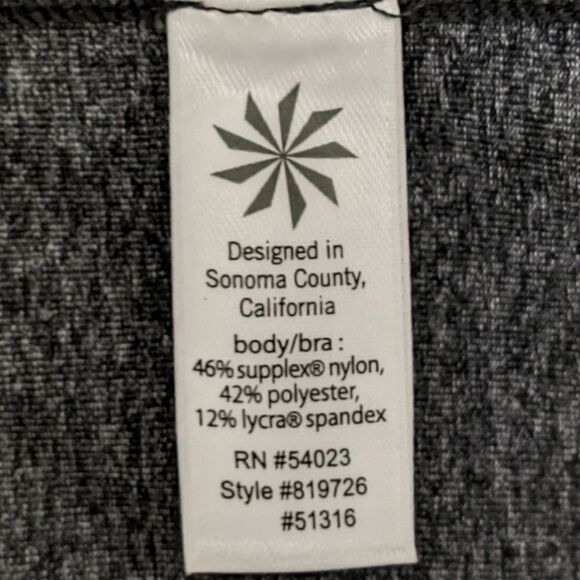 Designed in
Sonoma County,
California
body/bra :
46% supplex® nylon,
42% polyester,
12% lycra® spandex
RN #54023
Style #819726
#51316